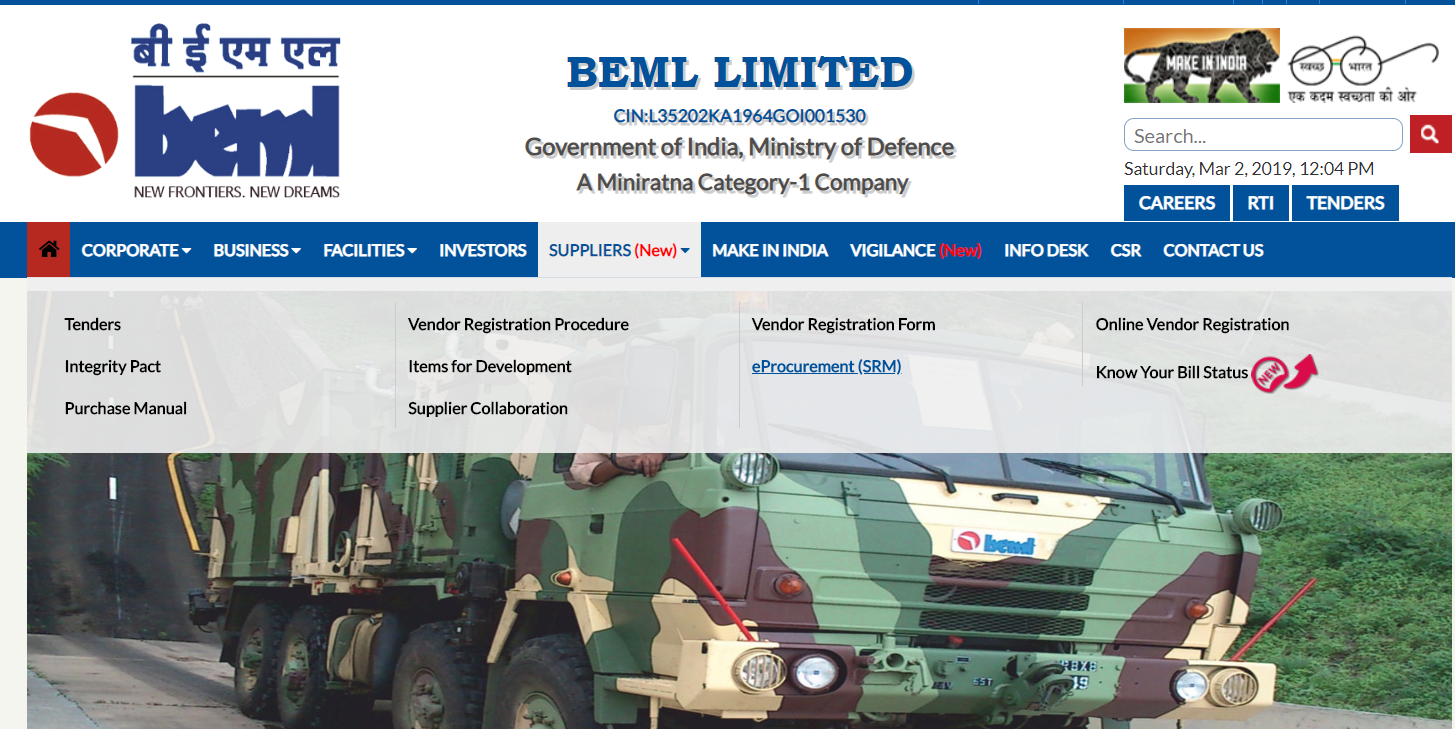 बी ई एम एल
beml
NEW FRONTIERS. NEW DREAMS
BEML LIMITED
CIN:L35202KA1964GOI001530
Government of India, Ministry of Defence
A Miniratna Category-1 Company
MAKE IN INDIA
स्वच्छ भारत
एक कदम स्वच्छता की ओर
Search...
Saturday, Mar 2, 2019, 12:04 PM
CAREERS RTI TENDERS
CORPORATE BUSINESS FACILITIES INVESTORS SUPPLIERS (New) MAKE IN INDIA VIGILANCE (New) INFO DESK CSR CONTACT US
Tenders Vendor Registration Procedure Vendor Registration Form Online Vendor Registration
Integrity Pact Items for Development eProcurement (SRM) Know Your Bill Status NEW
Purchase Manual Supplier Collaboration
beml